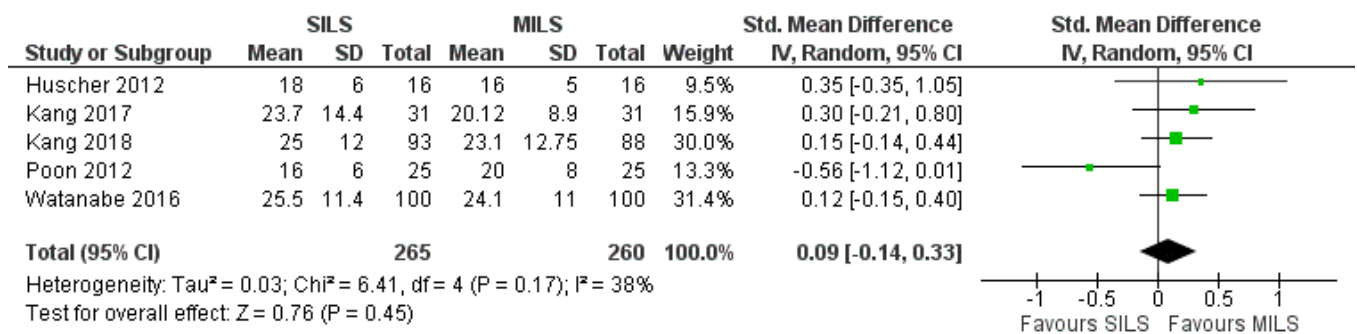 SILS MILS Std. Mean Difference Std. Mean Difference
Study or Subgroup Mean SD Total Mean SD Total Weight IV, Random, 95% CI IV, Random, 95% CI
Huscher 2012 18 6 16 16 5 16 9.5% 0.35 [-0.35, 1.05]
Kang 2017 23.7 14.4 31 20.12 8.9 31 15.9% 0.30 [-0.21, 0.80]
Kang 2018 25 12 93 23.1 12.75 88 30.0% 0.15 [-0.14, 0.44]
Poon 2012 16 6 25 20 8 25 13.3% -0.56 [-1.12, 0.01]
Watanabe 2016 25.5 11.4 100 24.1 11 100 31.4% 0.12 [-0.15, 0.40]
Total (95% CI) 265 260 100.0% 0.09 [-0.14, 0.33]
Heterogeneity: Tau² = 0.03; Chi² = 6.41, df = 4 (P = 0.17); I² = 38%
Test for overall effect: Z = 0.76 (P = 0.45)
-1 -0.5 0 0.5 1
Favours SILS Favours MILS